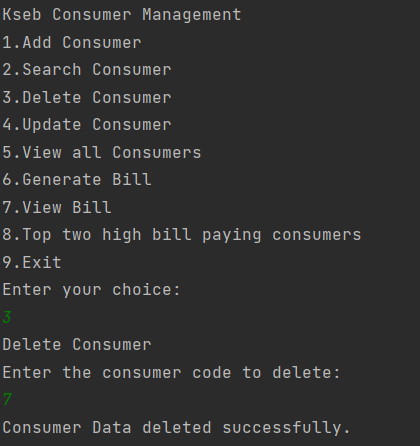 Kseb Consumer Management
1.Add Consumer
2.Search Consumer
3.Delete Consumer
4.Update Consumer
5.View all Consumers
6.Generate Bill
7.View Bill
8.Top two high bill paying consumers
9.Exit
Enter your choice:
3
Delete Consumer
Enter the consumer code to delete:
7
Consumer Data deleted successfully.